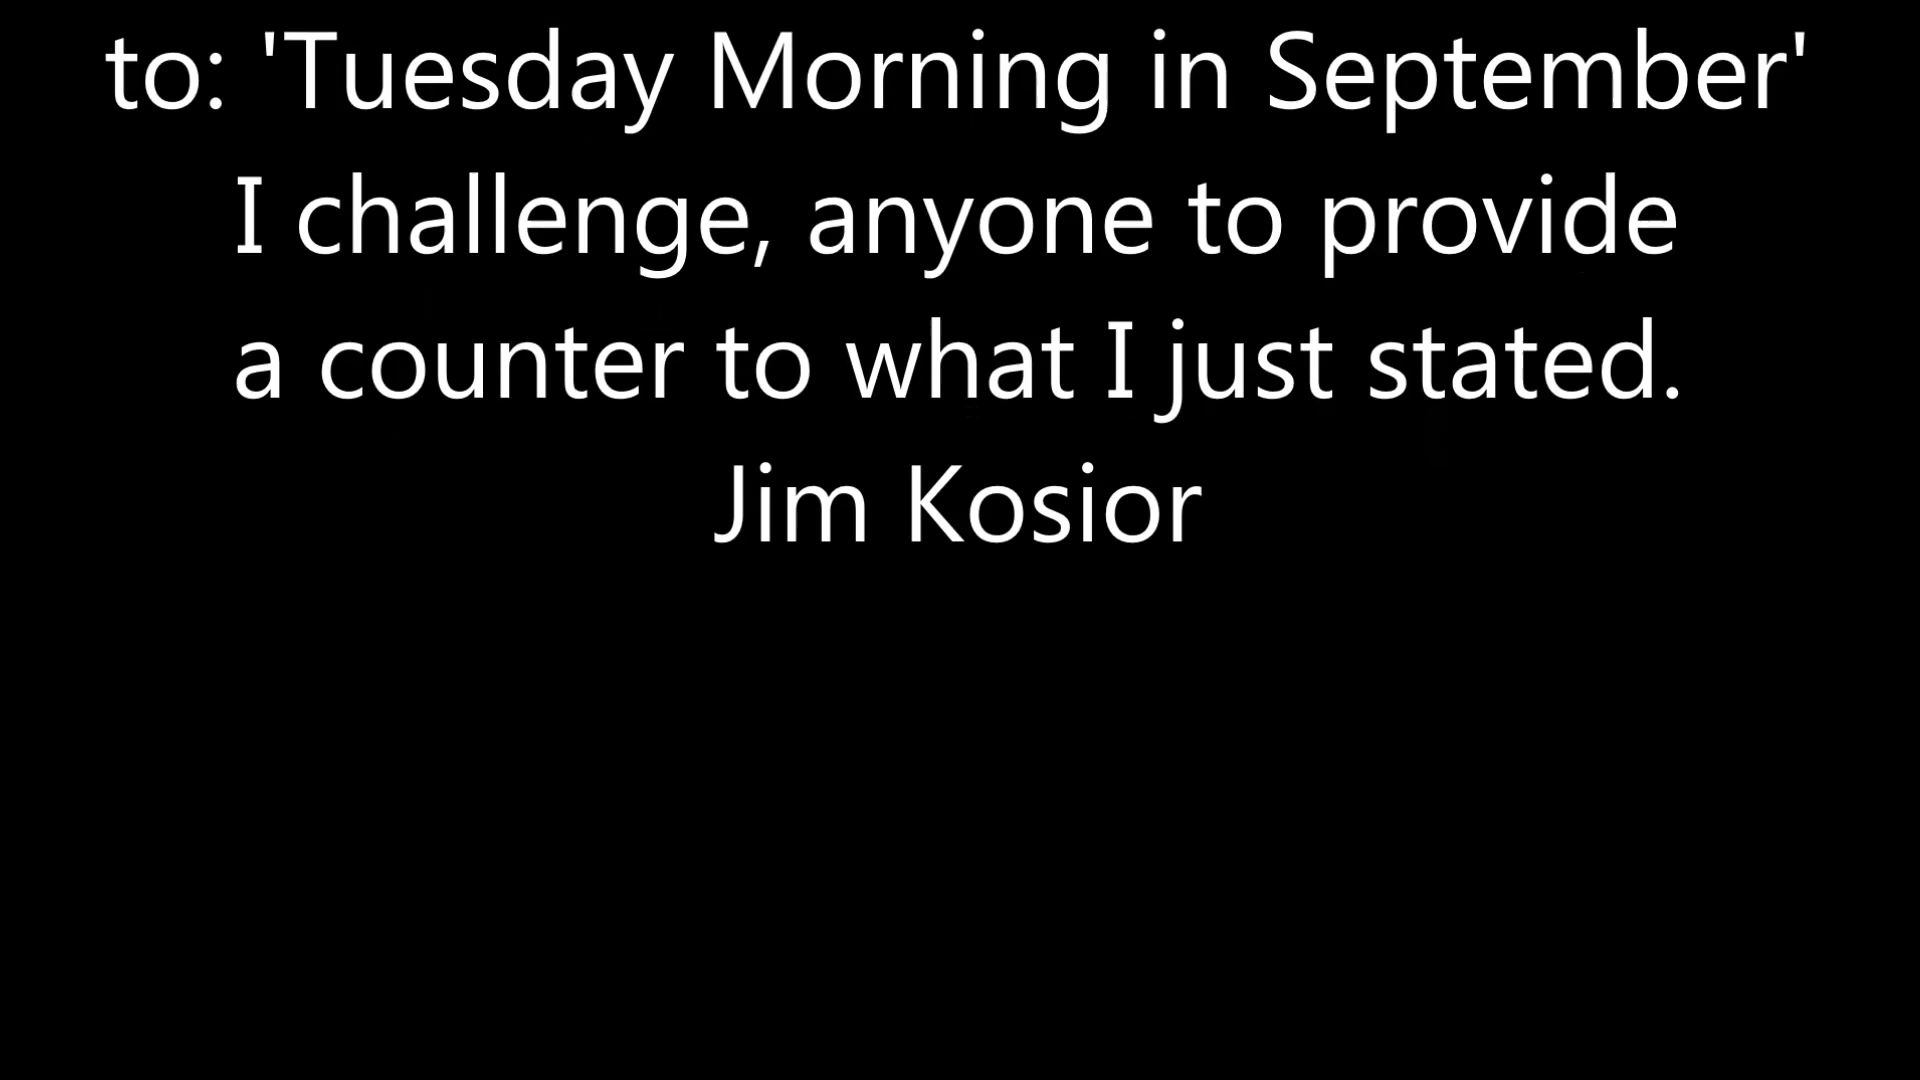 to: 'Tuesday Morning in September'
I challenge, anyone to provide
a counter to what I just stated.
Jim Kosior